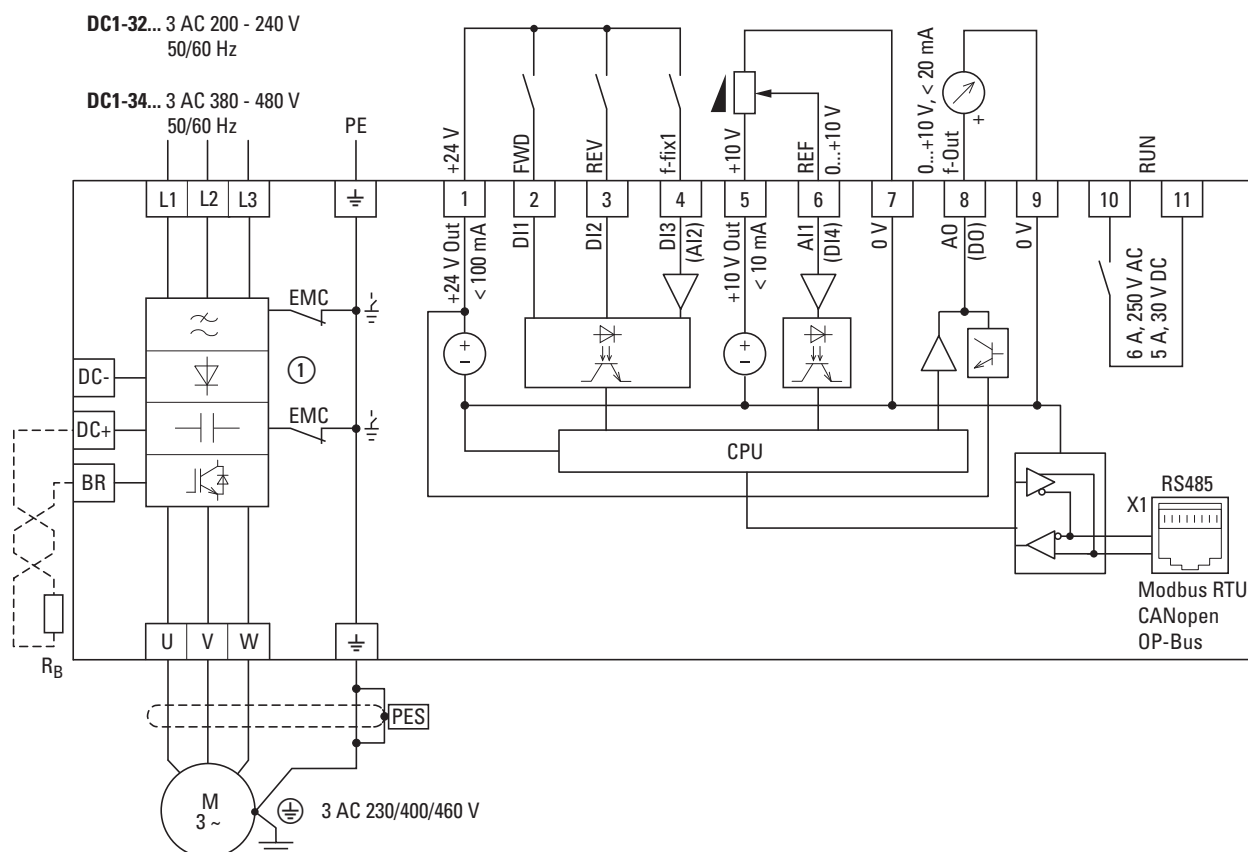 DC1-32... 3 AC 200 - 240 V
50/60 Hz
DC1-34... 3 AC 380 - 480 V
50/60 Hz
PE
+24 V
FWD
REV
f-fix1
+10 V
REF
0...+10 V
0...+10 V, < 20 mA
f-Out
+
RUN
L1
L2
L3
1
2
3
4
5
6
7
8
9
10
11
+24 V Out
< 100 mA
DI1
DI2
DI3
(AI2)
+10 V Out
< 10 mA
AI1
(DI4)
0 V
AO
(DO)
0 V
6 A, 250 V AC
5 A, 30 V DC
EMC
+
-
+
-
DC-
1
DC+
EMC
BR
CPU
RS485
X1
Modbus RTU
CANopen
OP-Bus
RB
U
V
W
PES
M
3 ~
3 AC 230/400/460 V